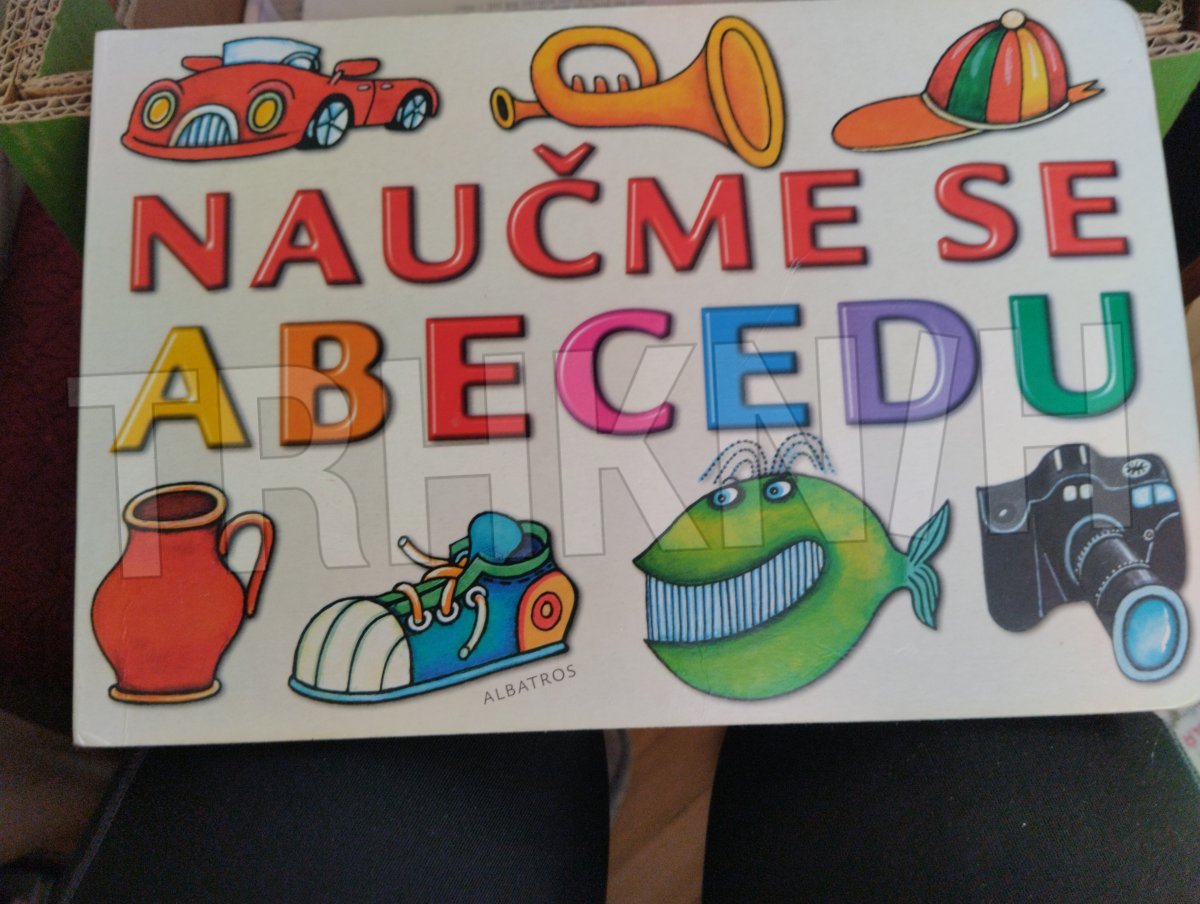 NAUČME SE
ABECEDU
TRHKNIH
ALBATROS